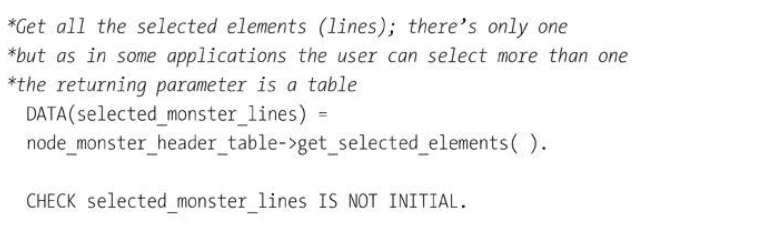 *Get all the selected elements (lines); there’s only one
*but as in some applications the user can select more than one
*the returning parameter is a table
DATA(selected_monster_lines) =
node_monster_header_table->get_selected_elements( ).
CHECK selected_monster_lines IS NOT INITIAL.